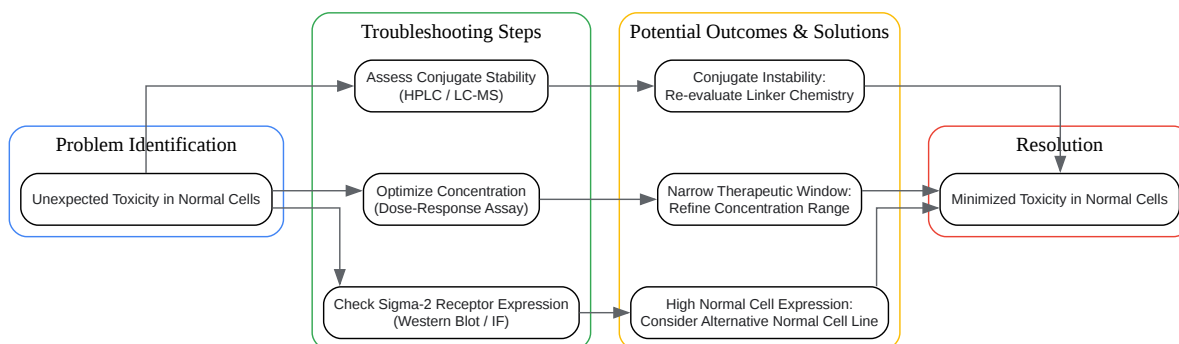 Troubleshooting Steps
Potential Outcomes & Solutions
Assess Conjugate Stability
(HPLC / LC-MS)
Conjugate Instability:
Re-evaluate Linker Chemistry
Problem Identification
Resolution
Unexpected Toxicity in Normal Cells
Optimize Concentration
(Dose-Response Assay)
Narrow Therapeutic Window:
Refine Concentration Range
Minimized Toxicity in Normal Cells
Check Sigma-2 Receptor Expression
(Western Blot / IF)
High Normal Cell Expression:
Consider Alternative Normal Cell Line